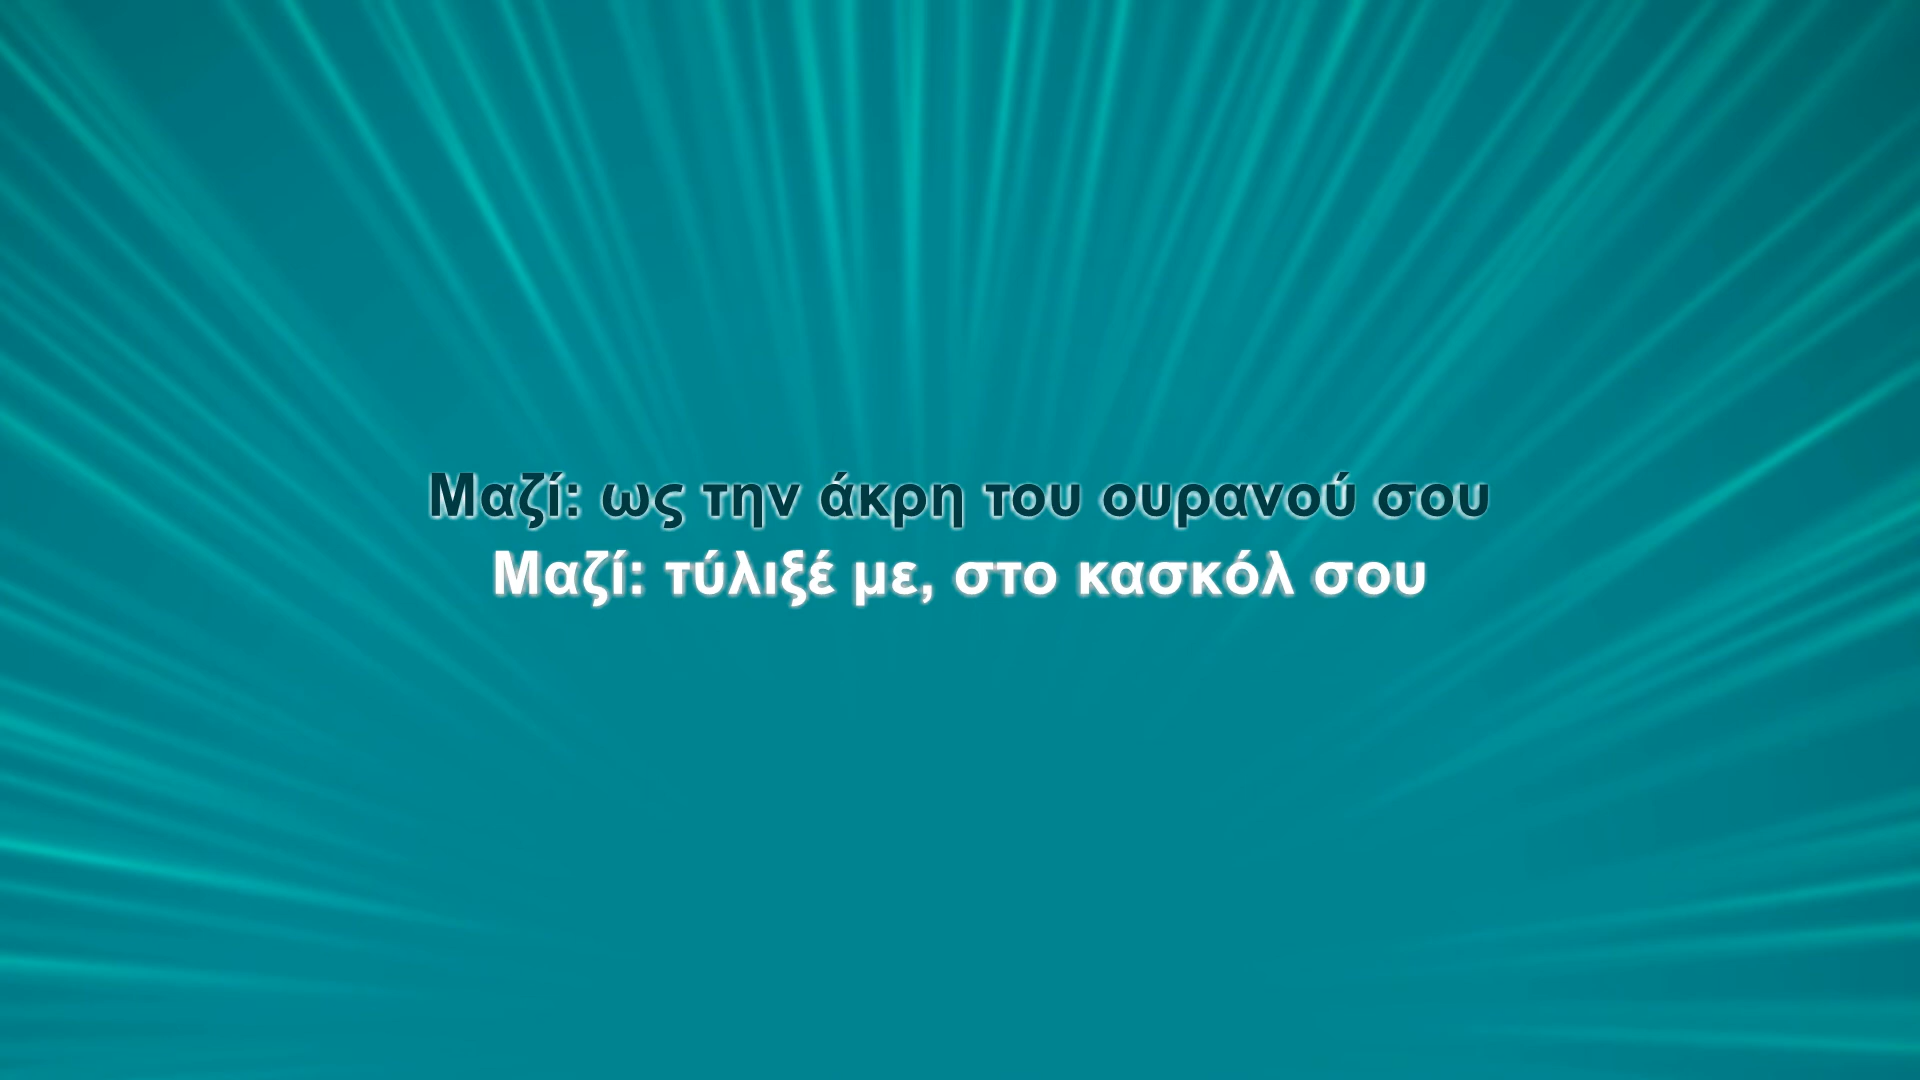 Μαζί: ως την άκρη του ουρανού σου
Μαζί: τύλιξέ με, στο κασκόλ σου